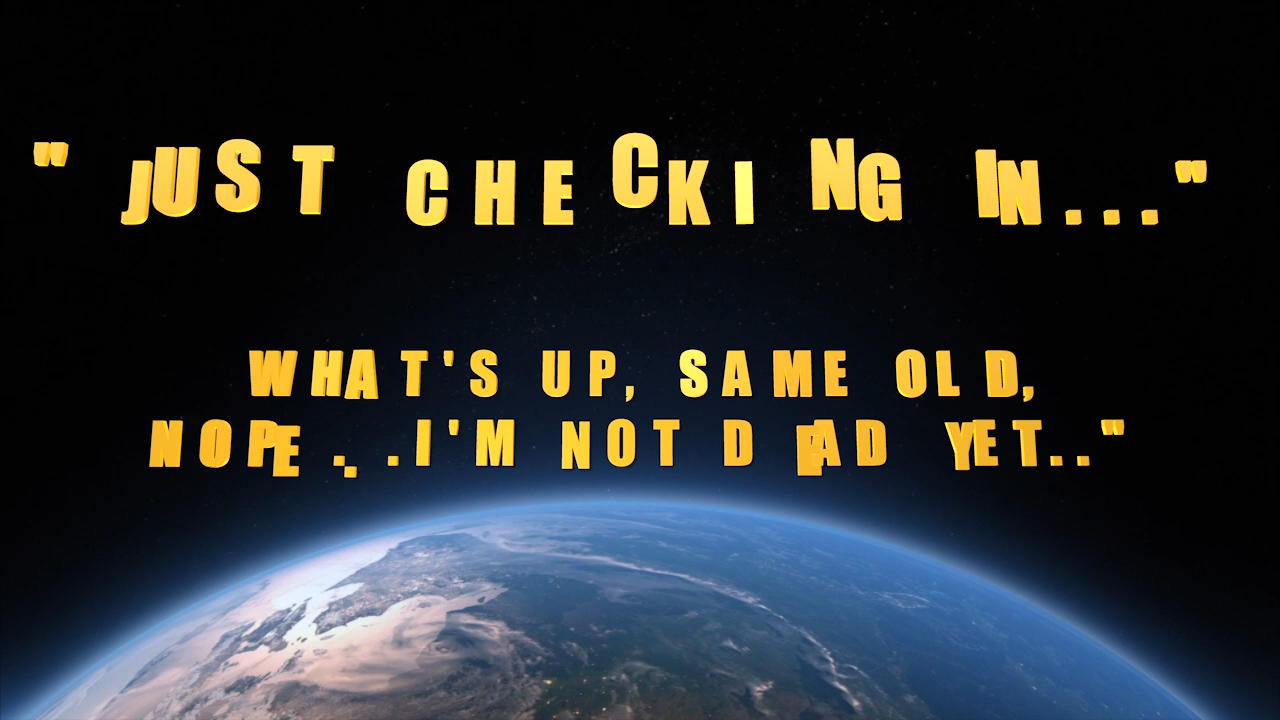 " JUST CHECKING IN..."
WHAT'S UP, SAME OLD,
NOPE...I'M NOT DEAD YET.."